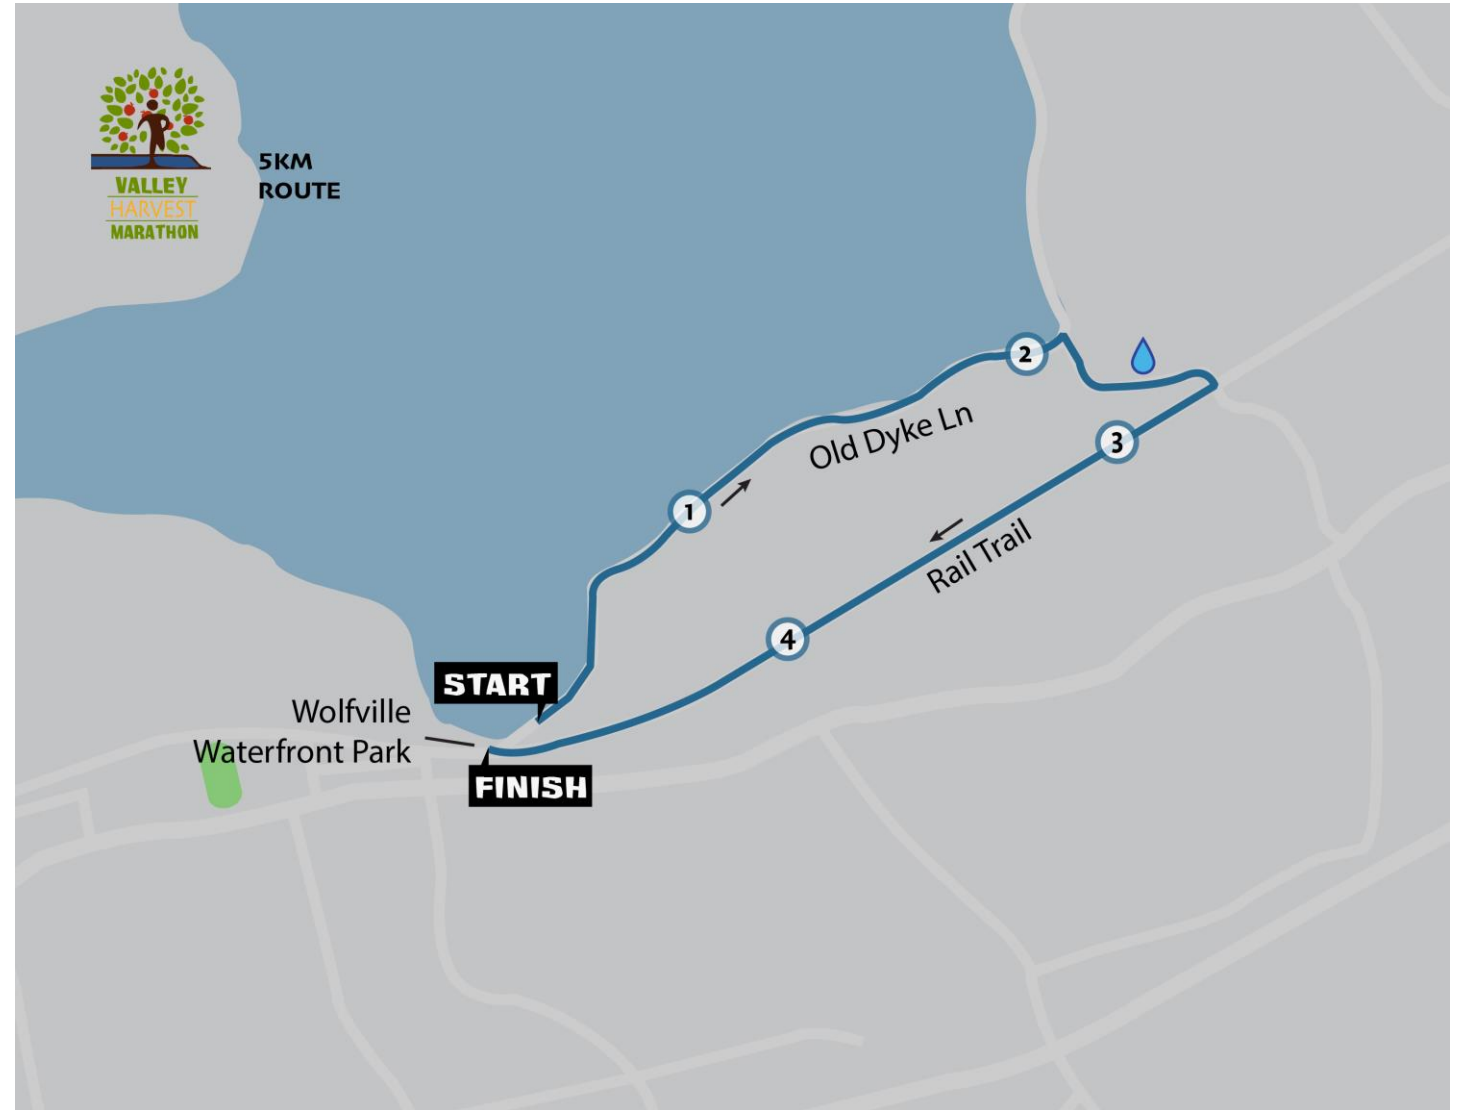 VALLEY
HARVEST
MARATHON
5KM
ROUTE
2
3
Old Dyke Ln
1
Rail Trail
4
START
Wolfville
Waterfront Park
FINISH